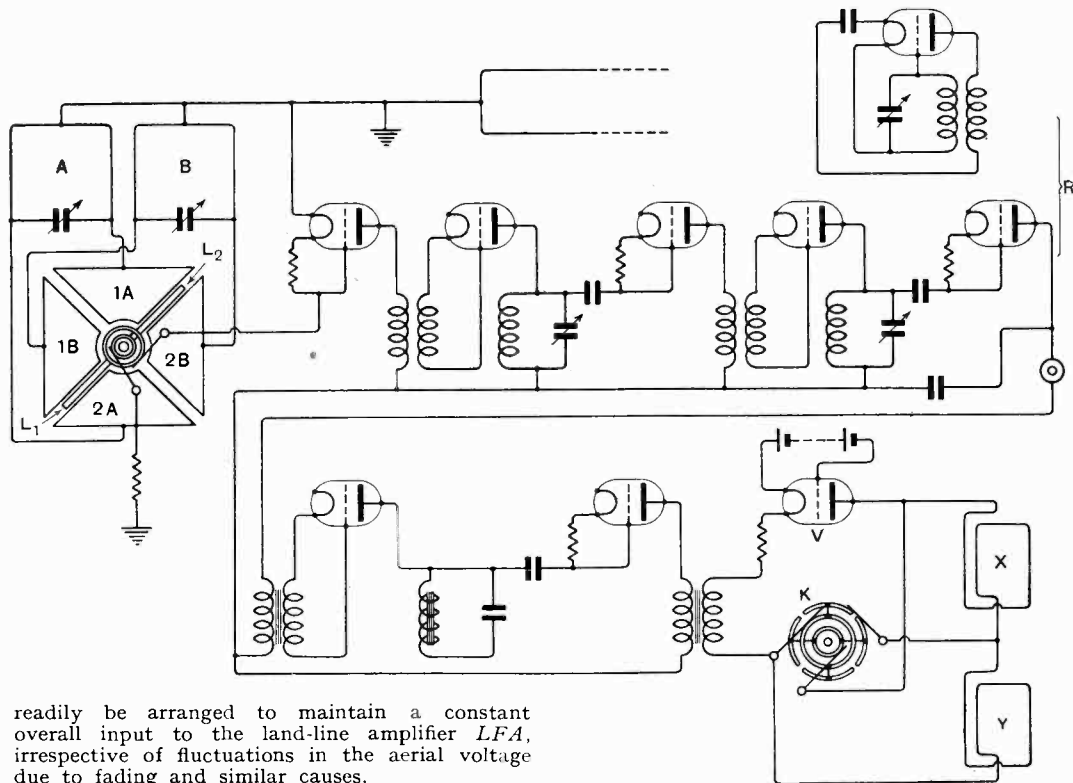 A
B
R
L2
1A
1B
2B
2A
L1
V
X
K
Y
readily be arranged to maintain a constant
overall input to the land-line amplifier LFA,
irrespective of fluctuations in the aerial voltage
due to fading and similar causes.